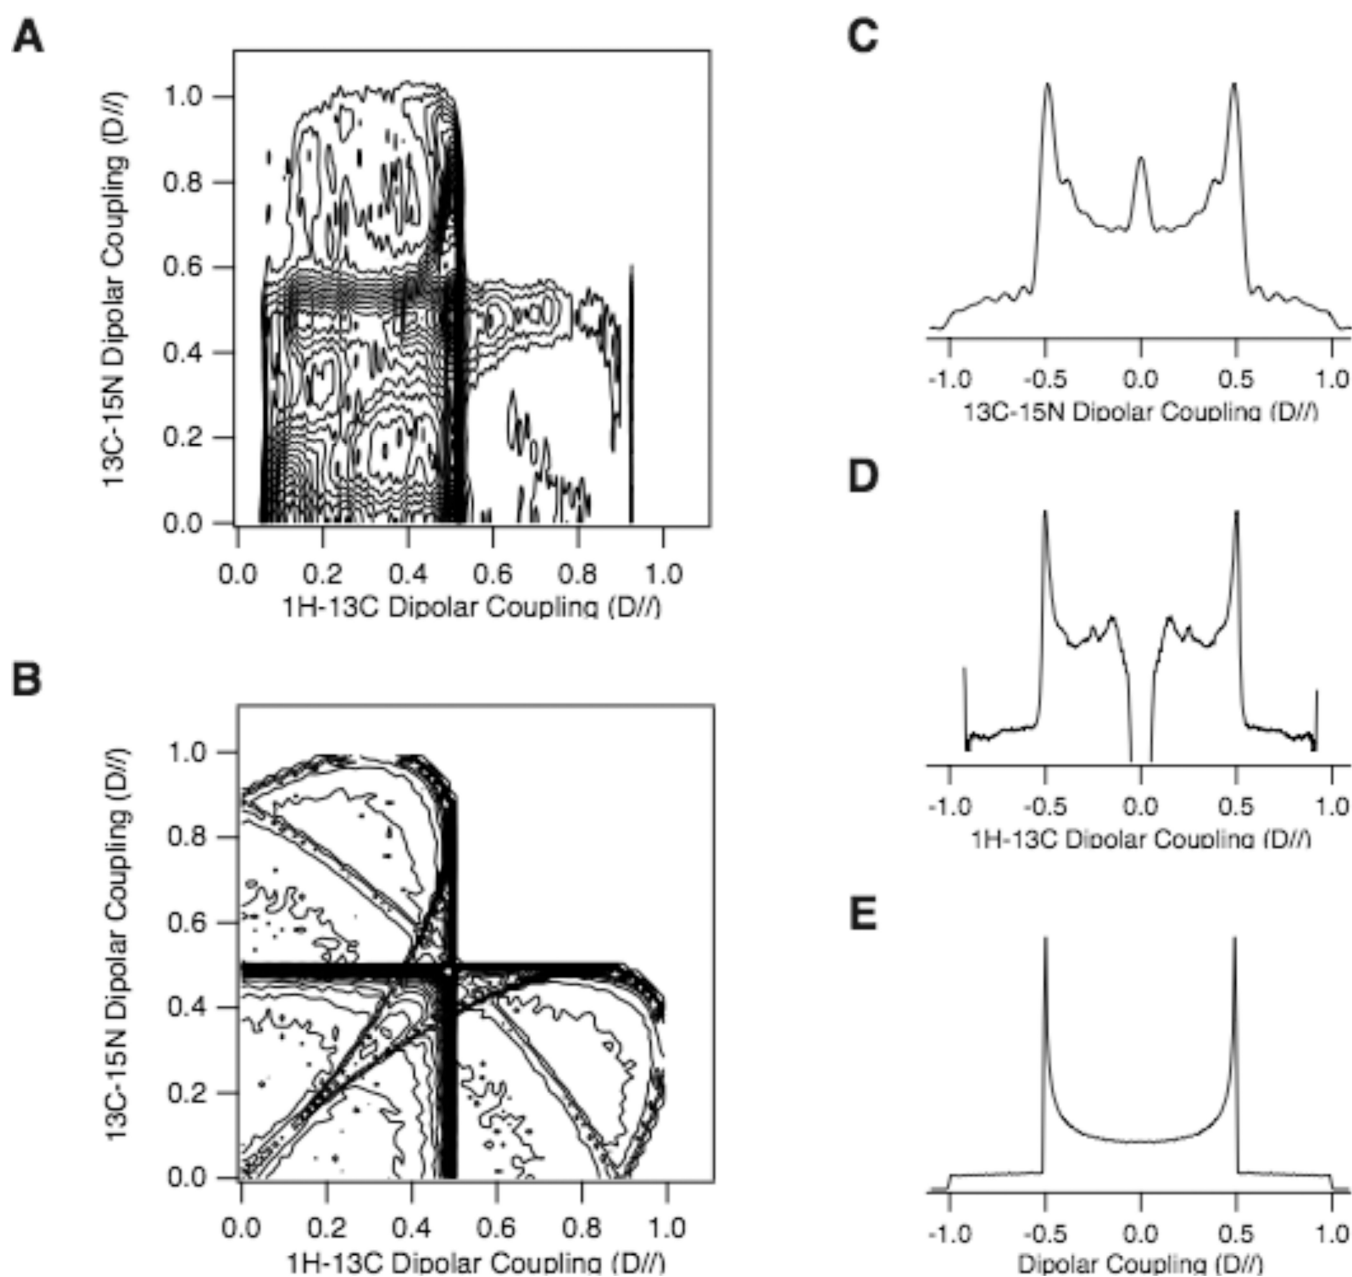 A
13C-15N Dipolar Coupling (D//)
1.0
0.8
0.6
0.4
0.2
0.0
0.0 0.2 0.4 0.6 0.8 1.0
1H-13C Dipolar Coupling (D//)
B
13C-15N Dipolar Coupling (D//)
1.0
0.8
0.6
0.4
0.2
0.0
0.0 0.2 0.4 0.6 0.8 1.0
1H-13C Dipolar Coupling (D//)
C
-1.0 -0.5 0.0 0.5 1.0
13C-15N Dipolar Coupling (D//)
D
-1.0 -0.5 0.0 0.5 1.0
1H-13C Dipolar Coupling (D//)
E
-1.0 -0.5 0.0 0.5 1.0
Dipolar Coupling (D//)